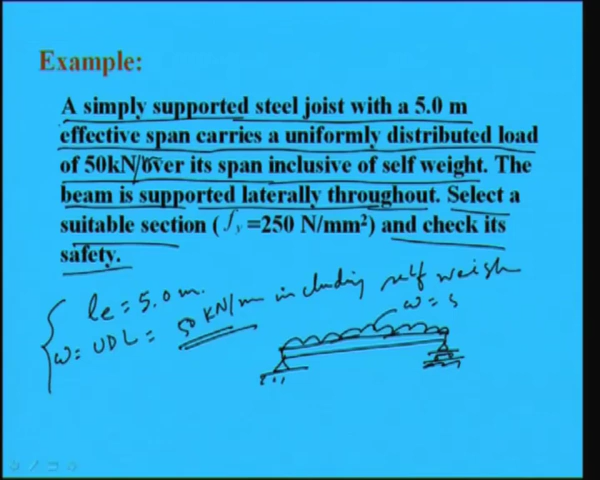 Example:
A simply supported steel joist with a 5.0 m
effective span carries a uniformly distributed load
of 50kN/over its span inclusive of self weight. The
beam is supported laterally throughout. Select a
suitable section ( fy =250 N/mm²) and check its
safety.
le = 5.0 m.
w = UDL = 50 kN/m including self weigh
w = 5